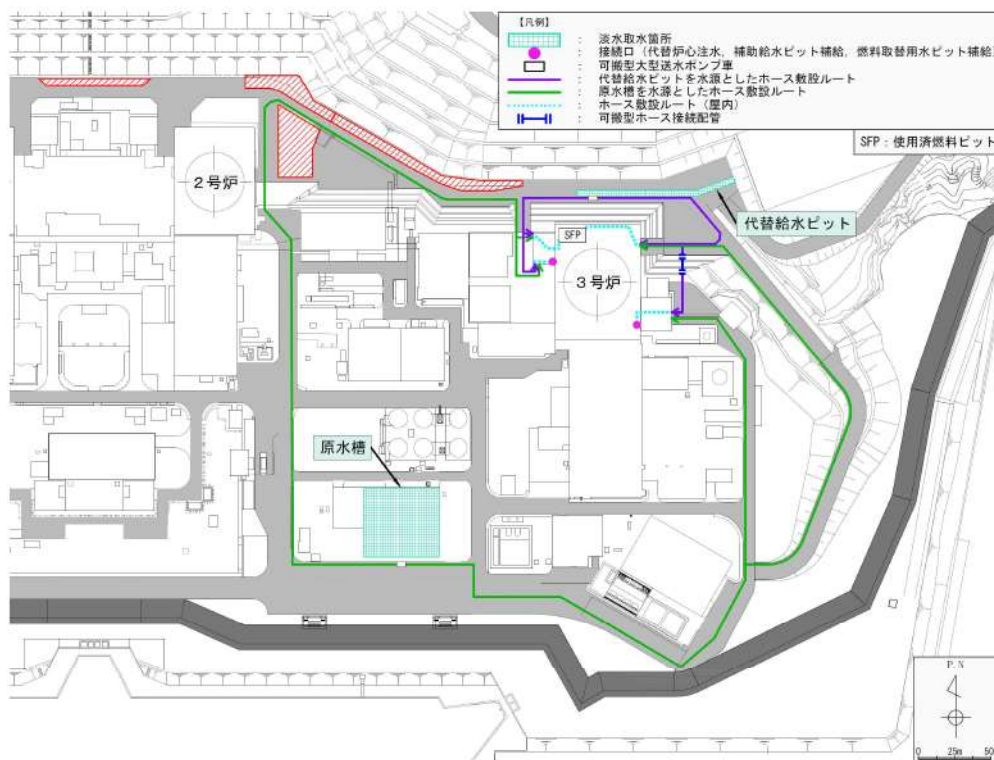 【凡例】
： 淡水取水箇所
： 接続口（代替炉心注水，補助給水ピット補給，燃料取替用水ピット補給）
： 可搬型大型送水ポンプ車
： 代替給水ピットを水源としたホース敷設ルート
： 原水槽を水源としたホース敷設ルート
： ホース敷設ルート（屋内）
： 可搬型ホース接続配管
SFP：使用済燃料ピット
2号炉
代替給水ピット
SFP
3号炉
原水槽
P.N
0 25m 50